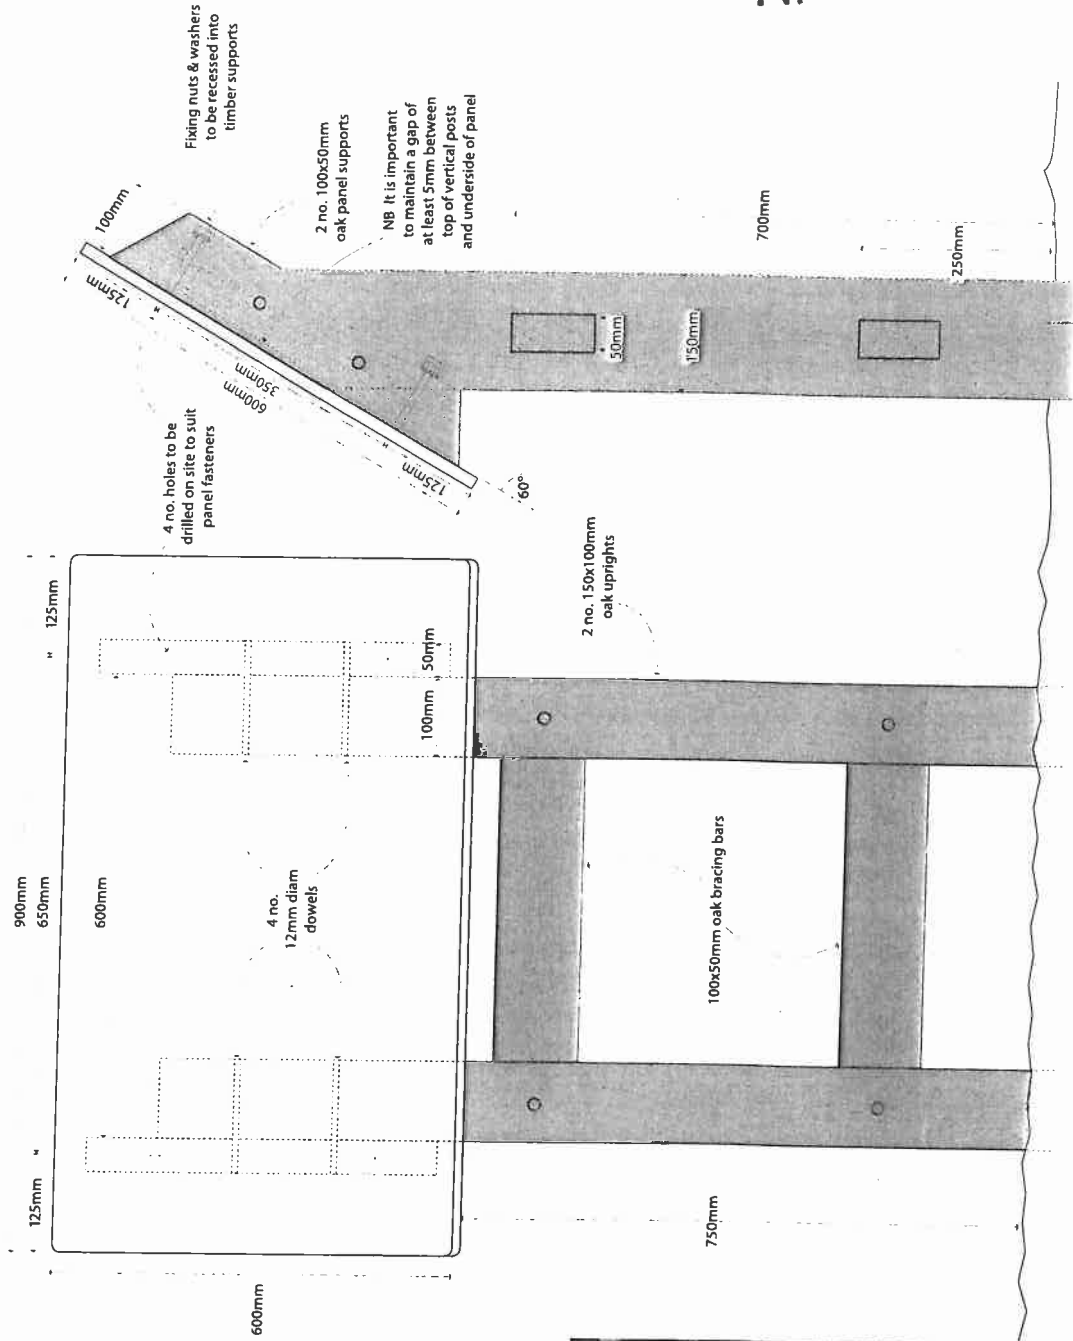 900mm
650mm
125mm
125mm
600mm
600mm
4 no.
12mm diam
dowels
100mm
50mm
4 no. holes to be
drilled on site to suit
panel fasteners
2 no. 150x100mm
oak uprights
100x50mm oak bracing bars
750mm
Fixing nuts & washers
to be recessed into
timber supports
100mm
2 no. 100x50mm
oak panel supports
NB It is important
to maintain a gap of
at least 5mm between
top of vertical posts
and underside of panel
125mm
350mm
600mm
125mm
60°
50mm
150mm
700mm
250mm